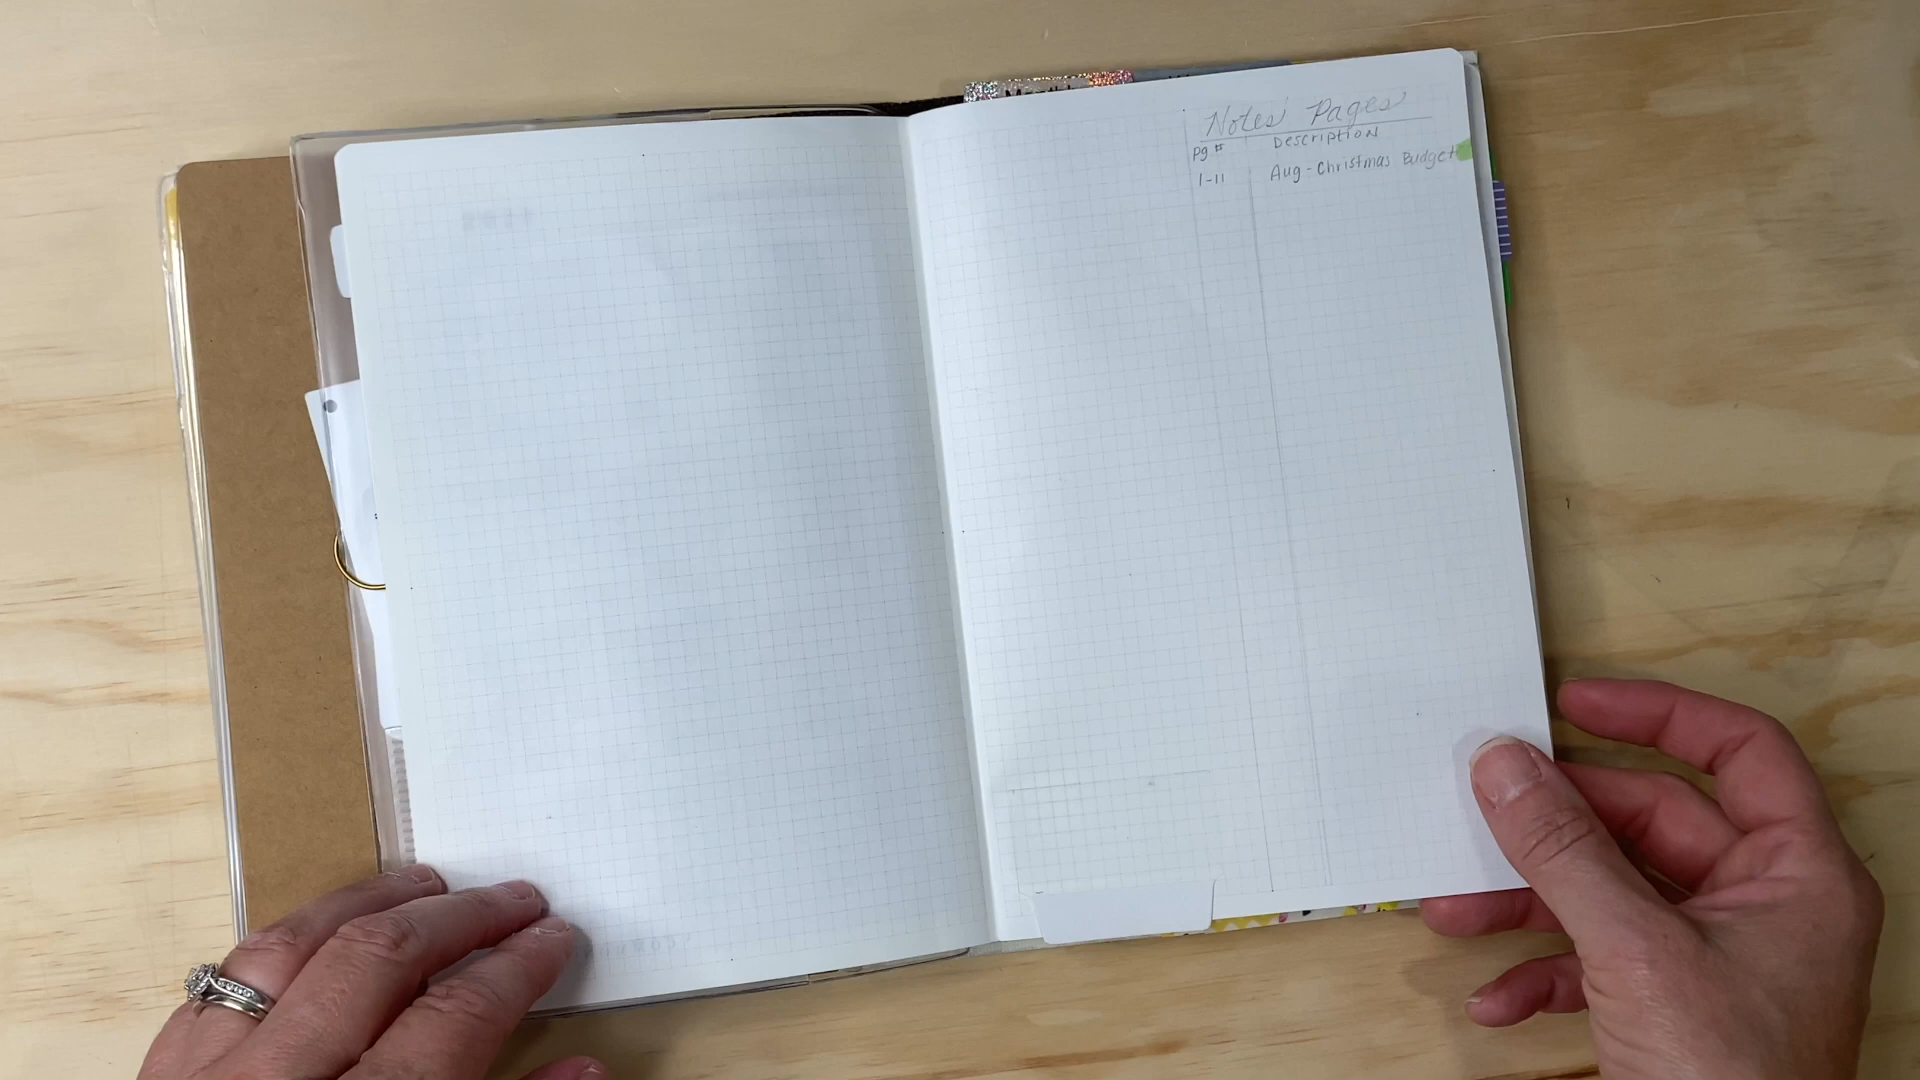 Notes Pages
Pg # Description
1-11 Aug - Christmas Budget